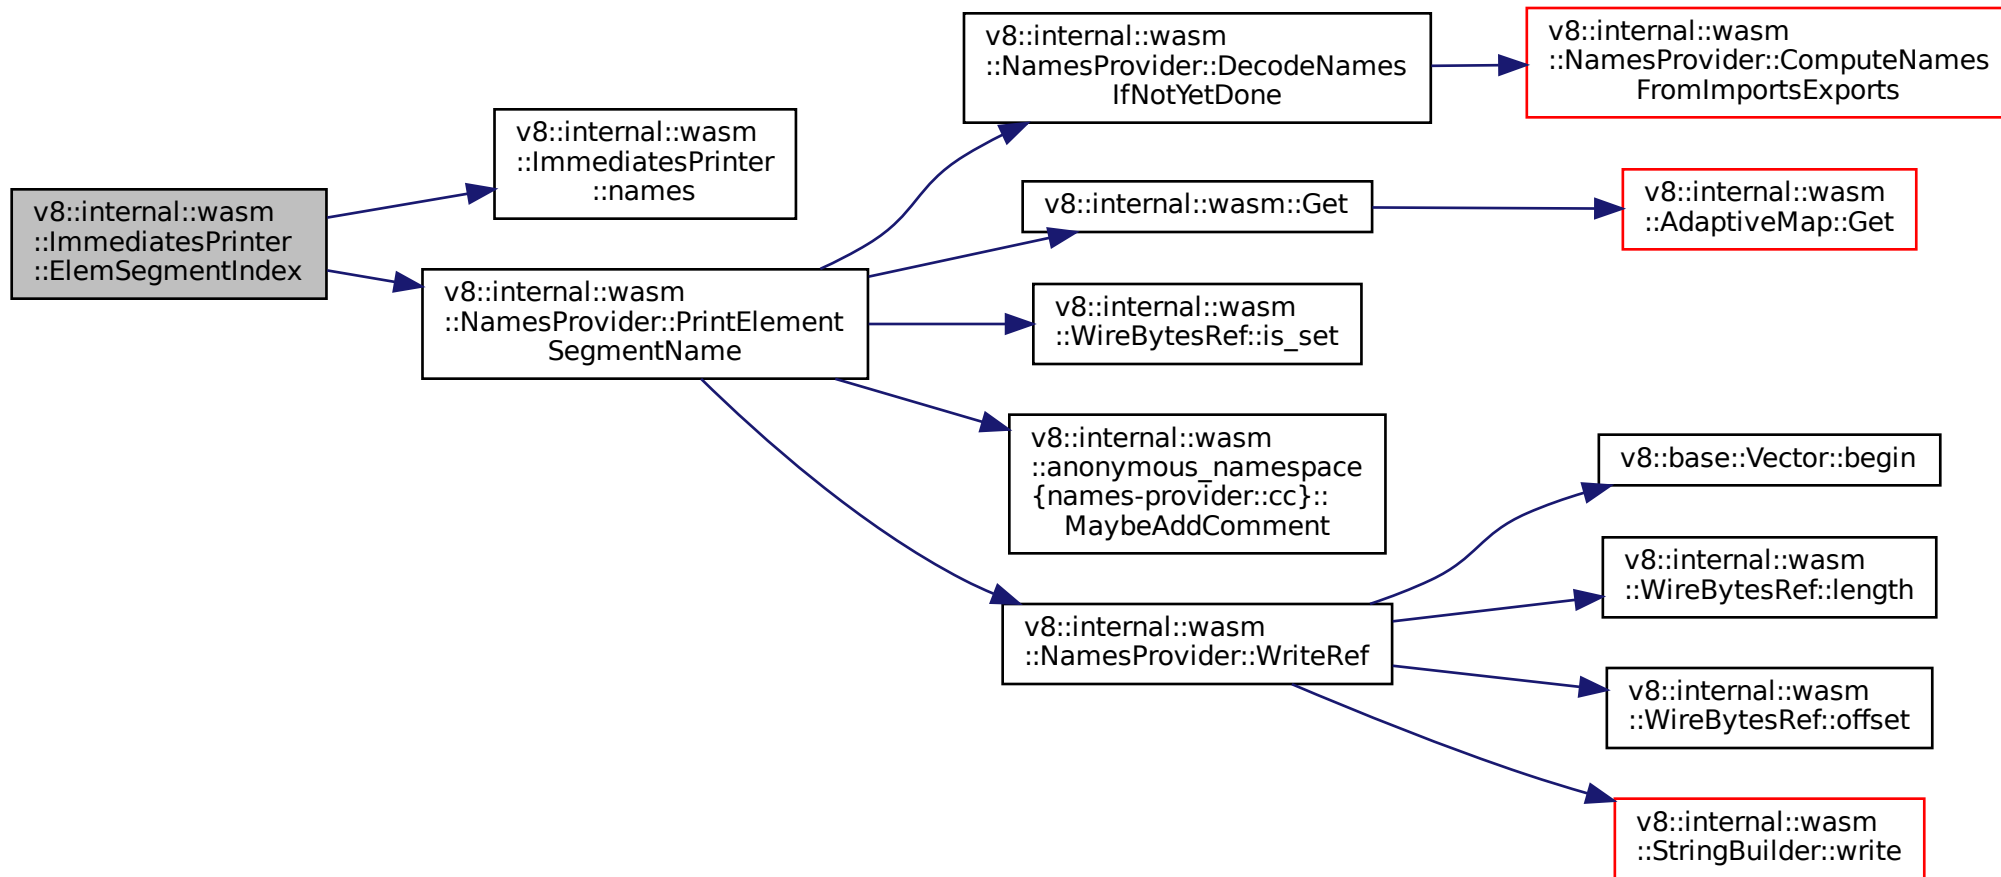 v8::internal::wasm
::ImmediatesPrinter
::ElemSegmentIndex
v8::internal::wasm
::ImmediatesPrinter
::names
v8::internal::wasm
::NamesProvider::PrintElement
SegmentName
v8::internal::wasm
::NamesProvider::DecodeNames
IfNotYetDone
v8::internal::wasm
::NamesProvider::ComputeNames
FromImportsExports
v8::internal::wasm::Get
v8::internal::wasm
::AdaptiveMap::Get
v8::internal::wasm
::WireBytesRef::is_set
v8::internal::wasm
::anonymous_namespace
{names-provider::cc}::
MaybeAddComment
v8::internal::wasm
::NamesProvider::WriteRef
v8::base::Vector::begin
v8::internal::wasm
::WireBytesRef::length
v8::internal::wasm
::WireBytesRef::offset
v8::internal::wasm
::StringBuilder::write